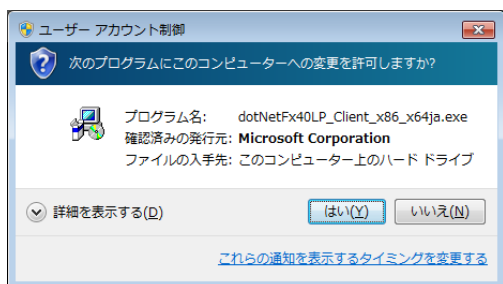 ユーザー アカウント制御
次のプログラムにこのコンピューターへの変更を許可しますか?
プログラム名: dotNetFx40LP_Client_x86_x64ja.exe
確認済みの発行元: Microsoft Corporation
ファイルの入手先: このコンピューター上のハード ドライブ
詳細を表示する(D) はい(Y) いいえ(N)
これらの通知を表示するタイミングを変更する